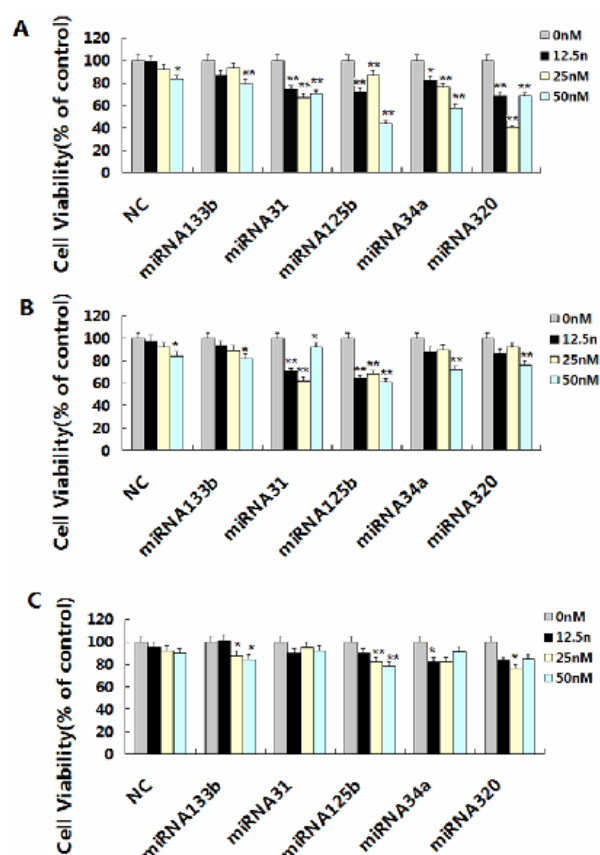 A
Cell Viability(% of control)
120
100
80
60
40
20
0
** ** ** ** ** ** ** ** ** ** ** ** * *
0nM
12.5n
25nM
50nM
NC
miRNA133b
miRNA31
miRNA125b
miRNA34a
miRNA320
B
Cell Viability(% of control)
120
100
80
60
40
20
0
* * ** ** * ** ** ** ** **
0nM
12.5n
25nM
50nM
NC
miRNA133b
miRNA31
miRNA125b
miRNA34a
miRNA320
C
Cell Viability(% of control)
120
100
80
60
40
20
0
* * ** ** * *
0nM
12.5n
25nM
50nM
NC
miRNA133b
miRNA31
miRNA125b
miRNA34a
miRNA320